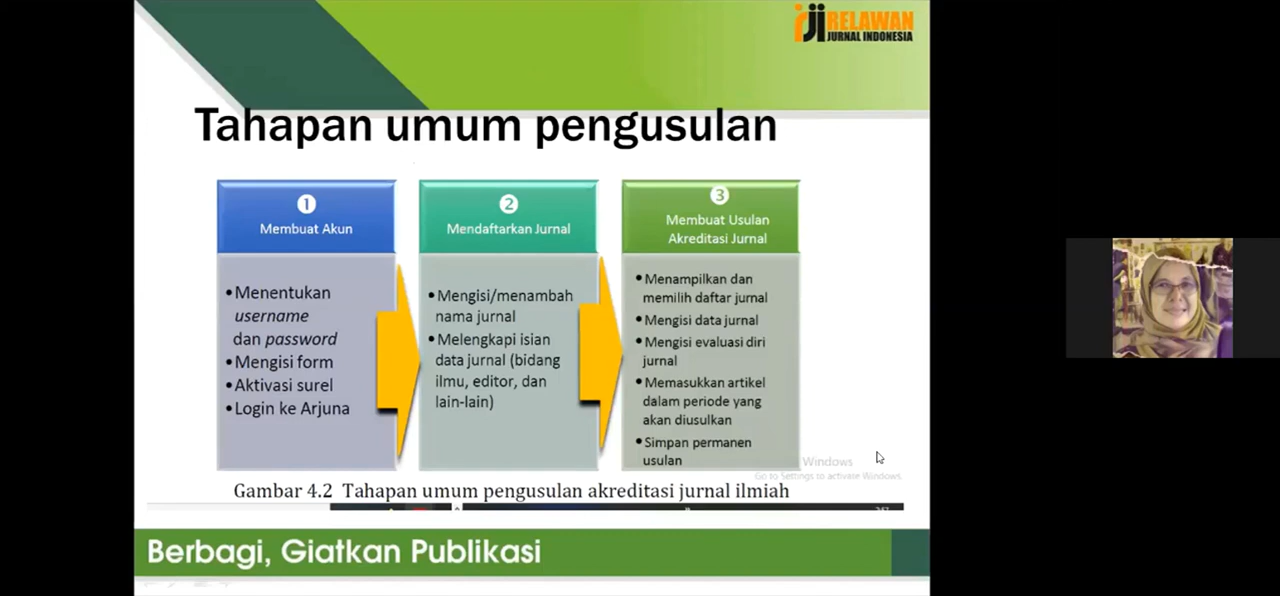 RELAWAN
JURNAL INDONESIA
Tahapan umum pengusulan
1
Membuat Akun
•Menentukan
username
dan password
•Mengisi form
•Aktivasi surel
•Login ke Arjuna
2
Mendaftarkan Jurnal
•Mengisi/menambah
nama jurnal
•Melengkapi isian
data jurnal (bidang
ilmu, editor, dan
lain-lain)
3
Membuat Usulan
Akreditasi Jurnal
•Menampilkan dan
memilih daftar jurnal
•Mengisi data jurnal
•Mengisi evaluasi diri
jurnal
•Memasukkan artikel
dalam periode yang
akan diusulkan
•Simpan permanen
usulan
Windows
Go to Settings to activate Windows.
Gambar 4.2 Tahapan umum pengusulan akreditasi jurnal ilmiah
Berbagi, Giatkan Publikasi